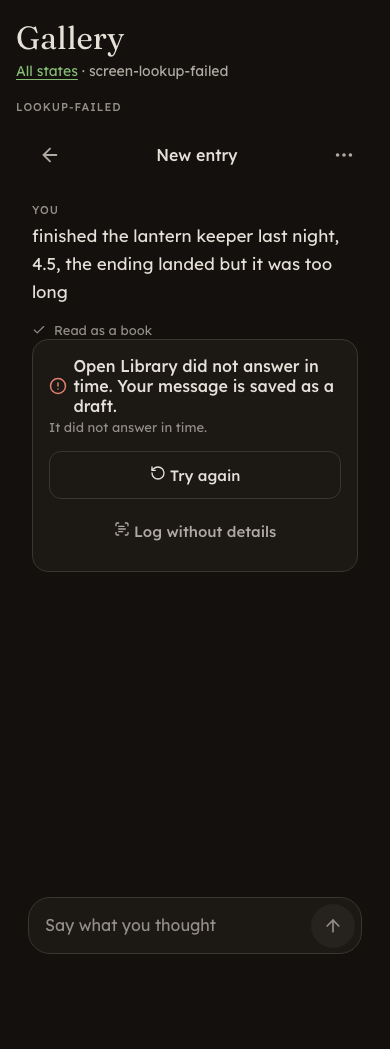 Gallery
All states · screen-lookup-failed
LOOKUP-FAILED
New entry
YOU
finished the lantern keeper last night,
4.5, the ending landed but it was too
long
Read as a book
Open Library did not answer in
time. Your message is saved as a
draft.
It did not answer in time.
Try again
Log without details
Say what you thought